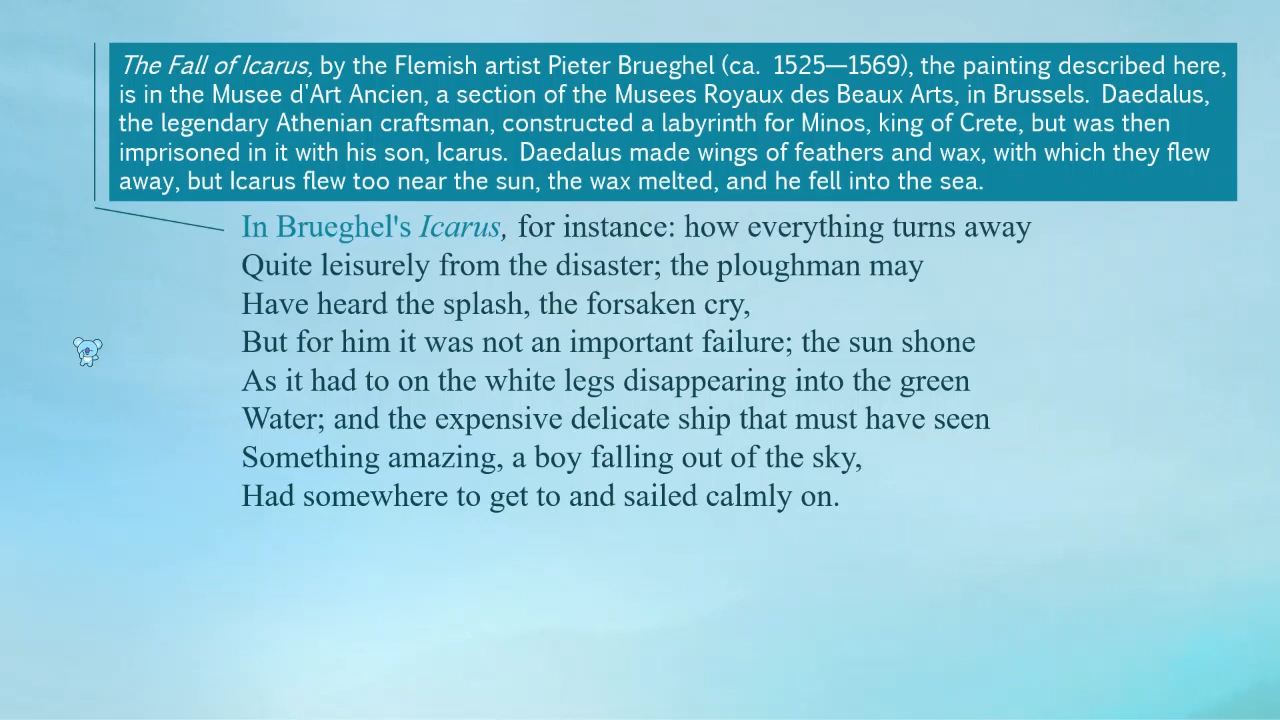 The Fall of Icarus, by the Flemish artist Pieter Brueghel (ca. 1525—1569), the painting described here,
is in the Musee d'Art Ancien, a section of the Musees Royaux des Beaux Arts, in Brussels. Daedalus,
the legendary Athenian craftsman, constructed a labyrinth for Minos, king of Crete, but was then
imprisoned in it with his son, Icarus. Daedalus made wings of feathers and wax, with which they flew
away, but Icarus flew too near the sun, the wax melted, and he fell into the sea.
In Brueghel's Icarus, for instance: how everything turns away
Quite leisurely from the disaster; the ploughman may
Have heard the splash, the forsaken cry,
But for him it was not an important failure; the sun shone
As it had to on the white legs disappearing into the green
Water; and the expensive delicate ship that must have seen
Something amazing, a boy falling out of the sky,
Had somewhere to get to and sailed calmly on.